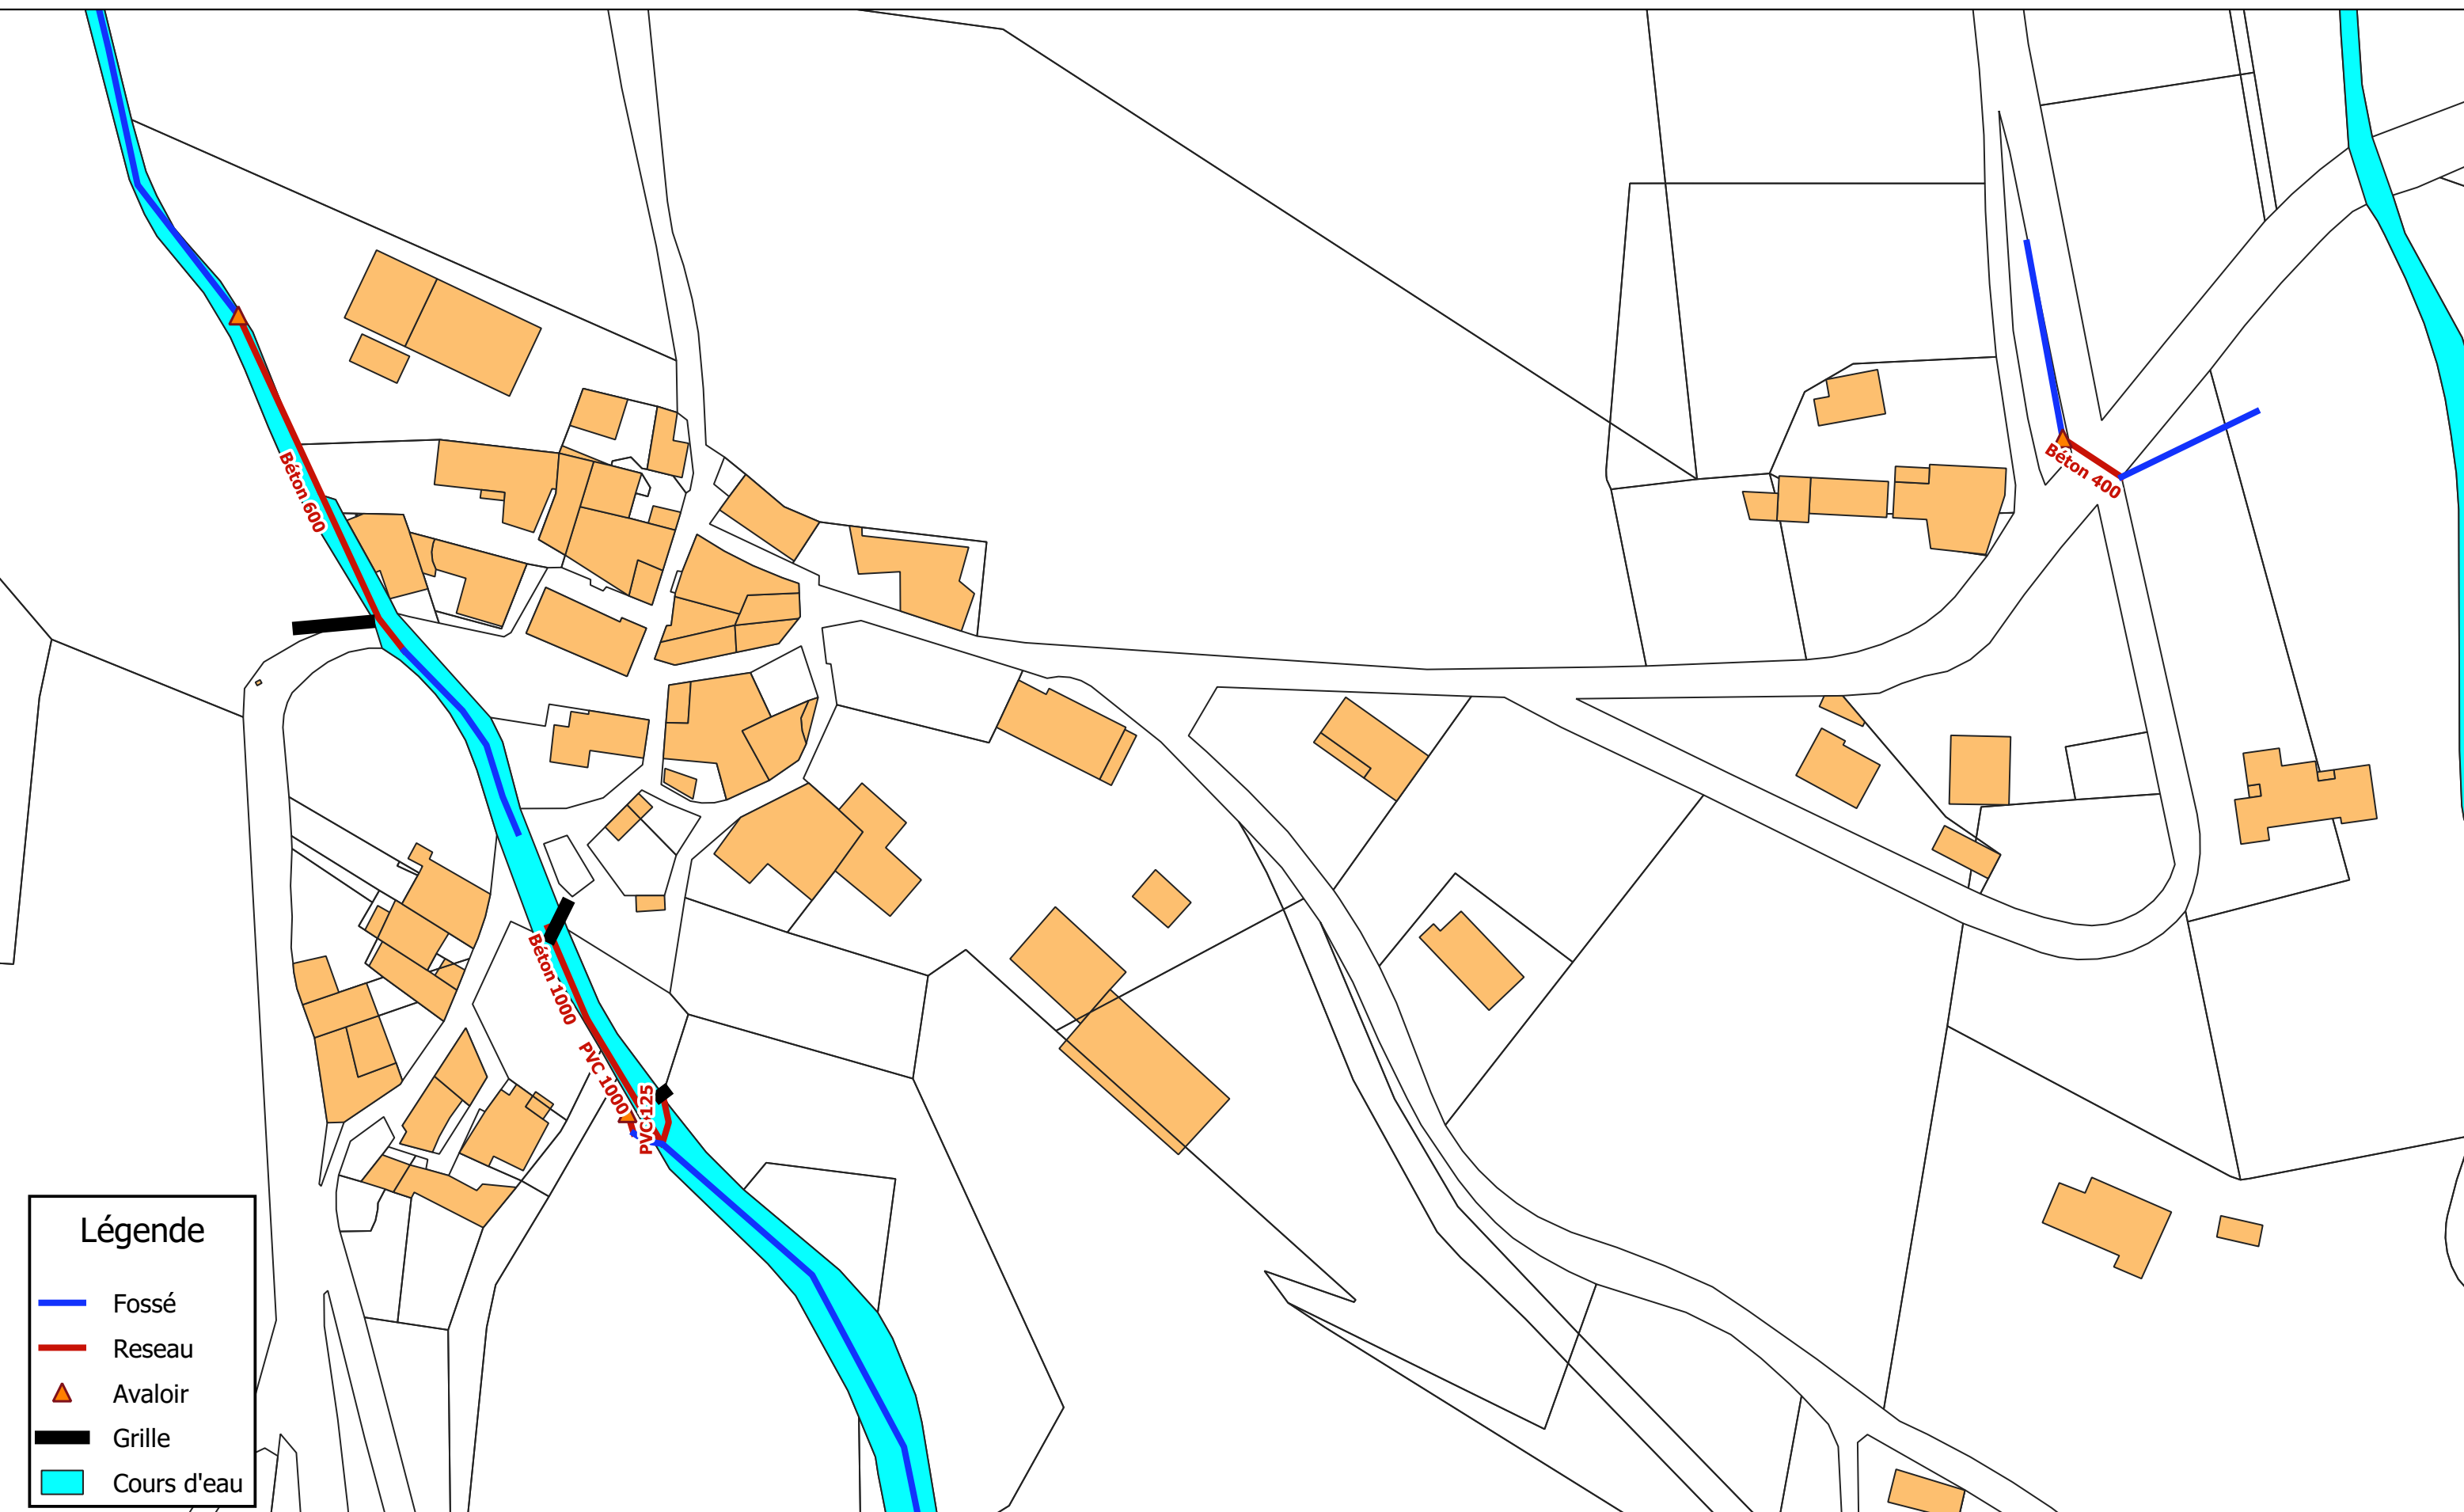 Béton 600
Béton 400
Béton 1000
PVC 1000
PVC 125
Légende
Fossé
Reseau
Avaloir
Grille
Cours d'eau